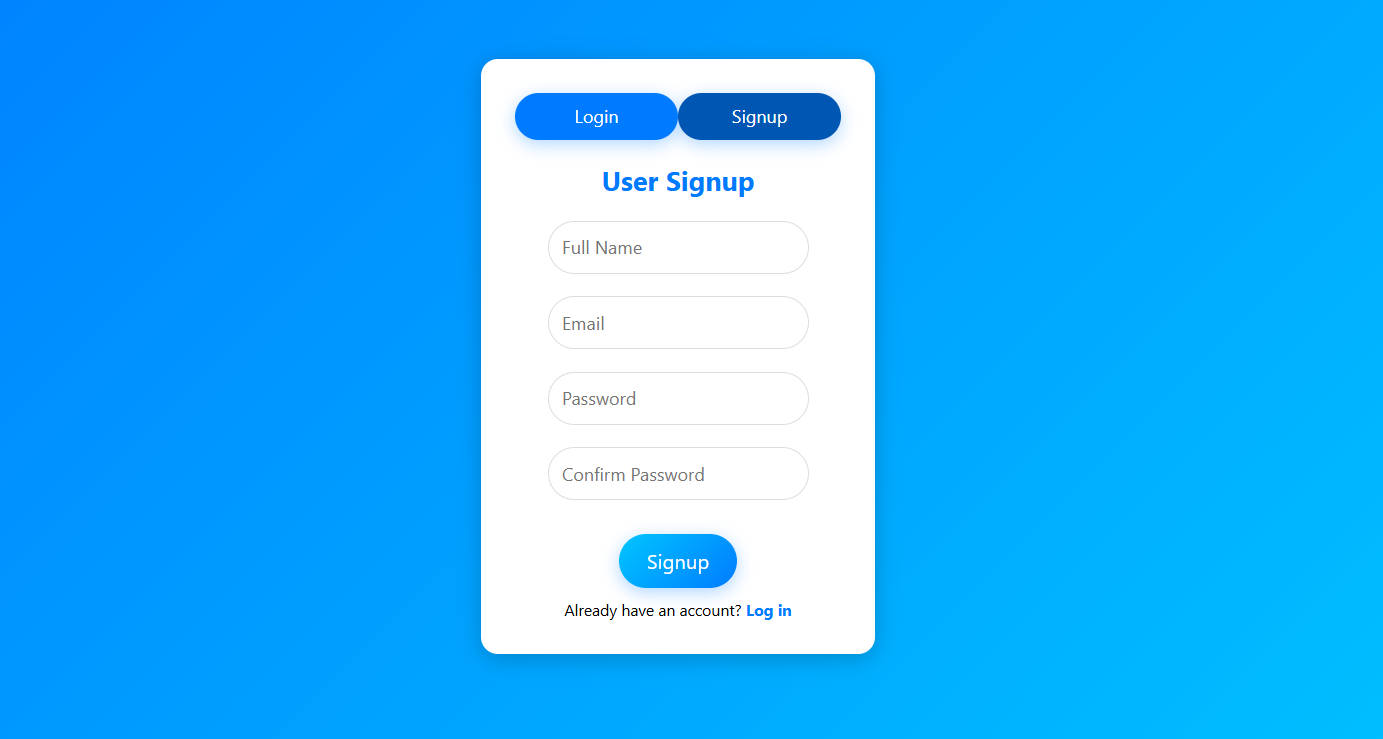 Login Signup
User Signup
Full Name
Email
Password
Confirm Password
Signup
Already have an account? Log in